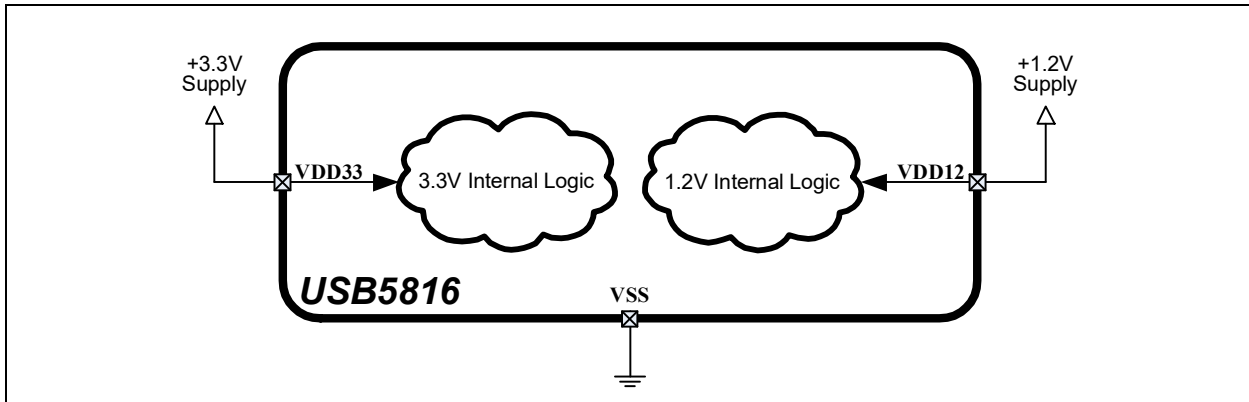 +3.3V
Supply
+1.2V
Supply
VDD33
3.3V Internal Logic
1.2V Internal Logic
VDD12
USB5816
VSS